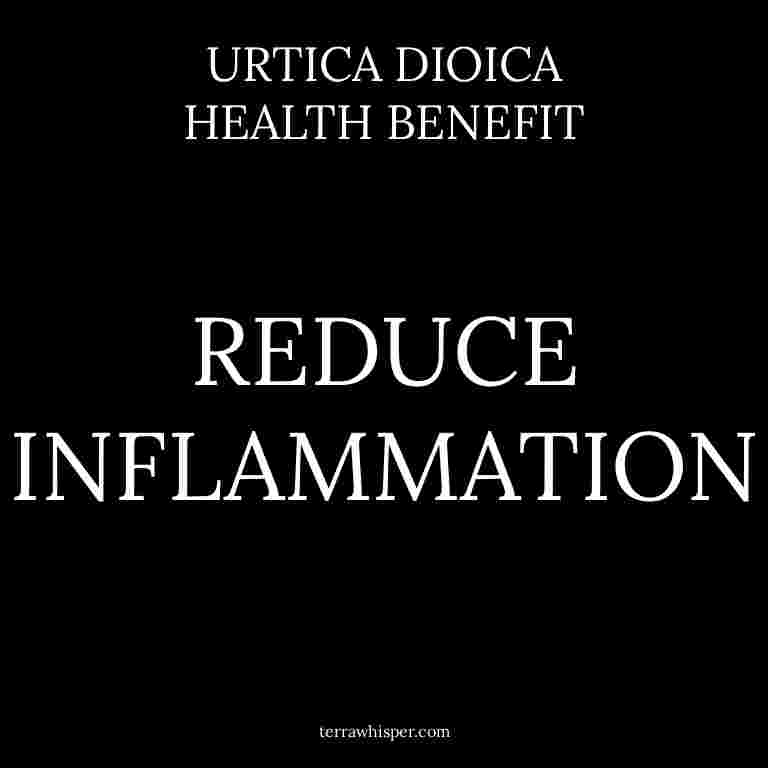 URTICA DIOICA
HEALTH BENEFIT
REDUCE
INFLAMMATION
terrawhisper.com